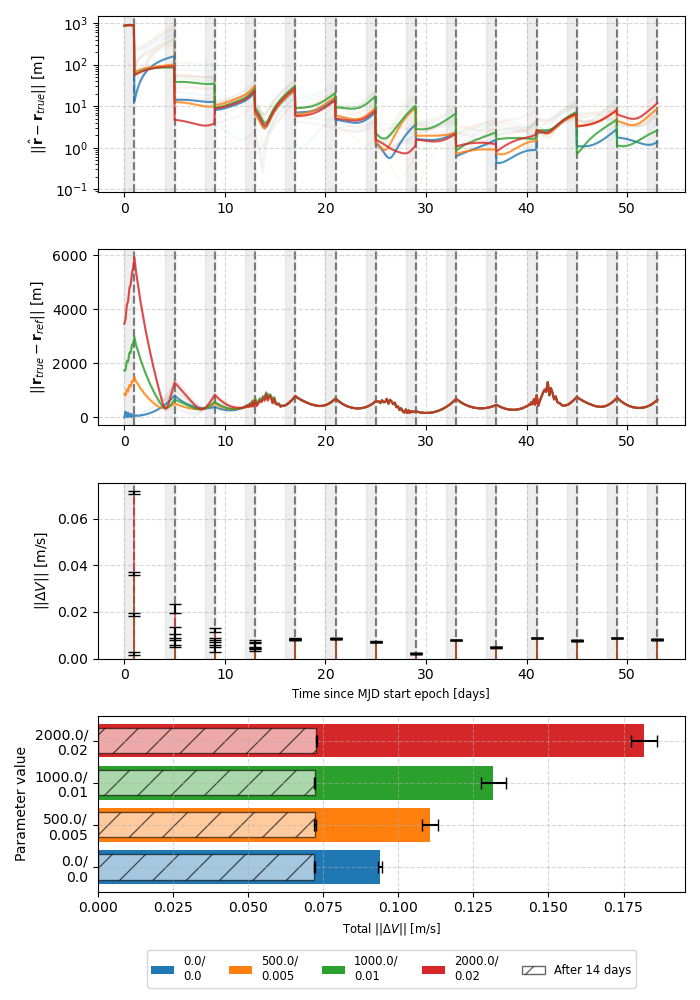 ||r̂ − r_true|| [m]
10³
10²
10¹
10⁰
10⁻¹
0 10 20 30 40 50
||r_true − r_ref|| [m]
6000
4000
2000
0
0 10 20 30 40 50
||ΔV|| [m/s]
0.06
0.04
0.02
0.00
0 10 20 30 40 50
Time since MJD start epoch [days]
Parameter value
2000.0/
0.02
1000.0/
0.01
500.0/
0.005
0.0/
0.0
0.000 0.025 0.050 0.075 0.100 0.125 0.150 0.175
Total ||ΔV|| [m/s]
0.0/ 500.0/ 1000.0/ 2000.0/
0.0 0.005 0.01 0.02 After 14 days